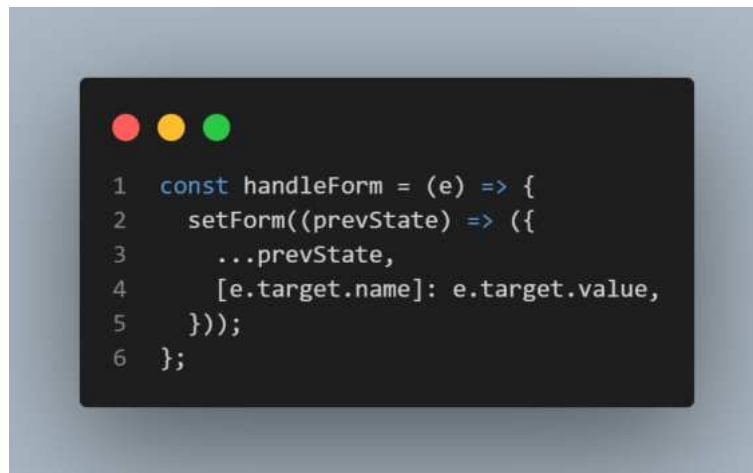 1 const handleForm = (e) => {
2   setForm((prevState) => ({
3     ...prevState,
4     [e.target.name]: e.target.value,
5   }));
6 };